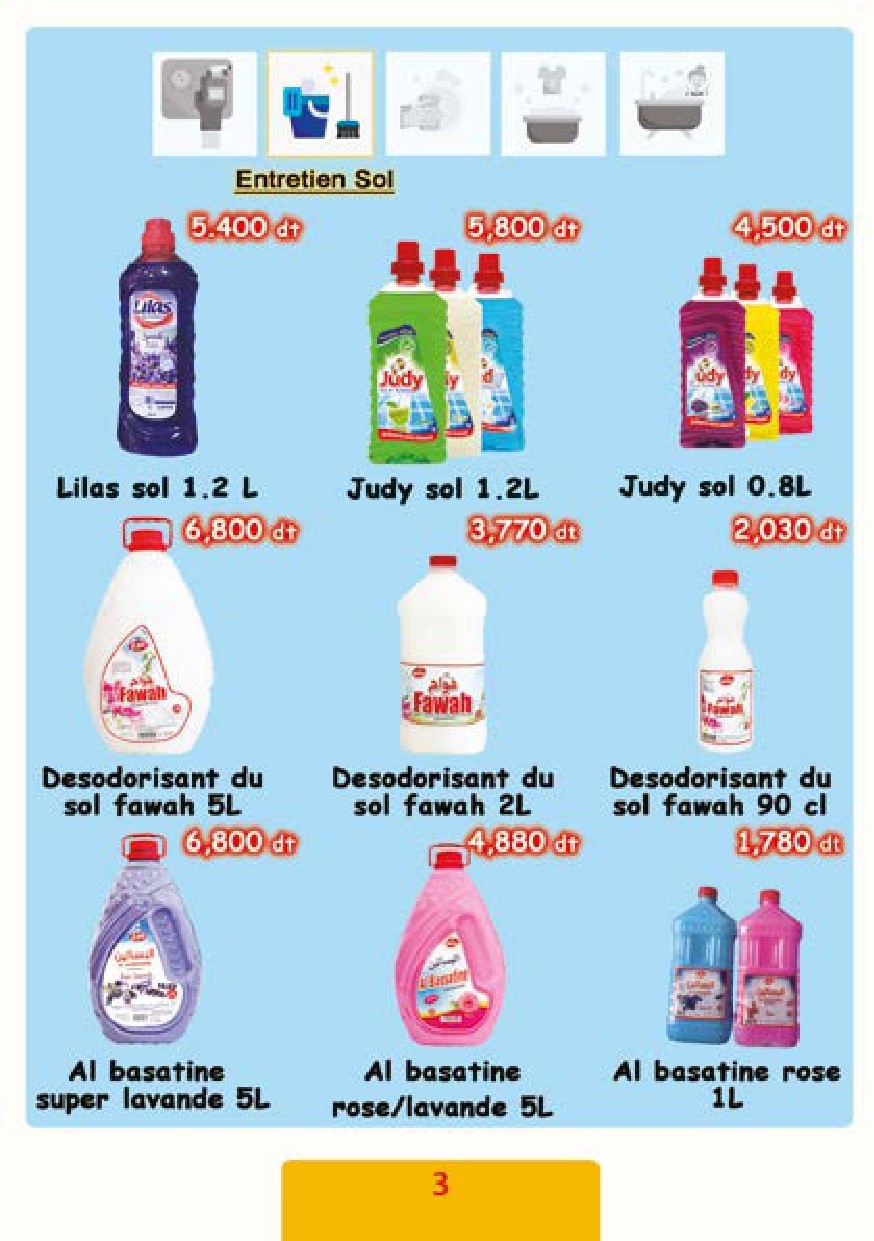 Entretien Sol
5.400 dt
5,800 dt
4,500 dt
Lilas
Judy
Judy
Lilas sol 1.2 L
Judy sol 1.2L
Judy sol 0.8L
6,800 dt
3,770 dt
2,030 dt
فواح
Fawah
فواح
Fawah
فواح
Fawah
Desodorisant du
sol fawah 5L
Desodorisant du
sol fawah 2L
Desodorisant du
sol fawah 90 cl
6,800 dt
4,880 dt
1,780 dt
البساتين
البساتين
Al Bassatine
البساتين
البساتين
Al basatine
super lavande 5L
Al basatine
rose/lavande 5L
Al basatine rose
1L
3